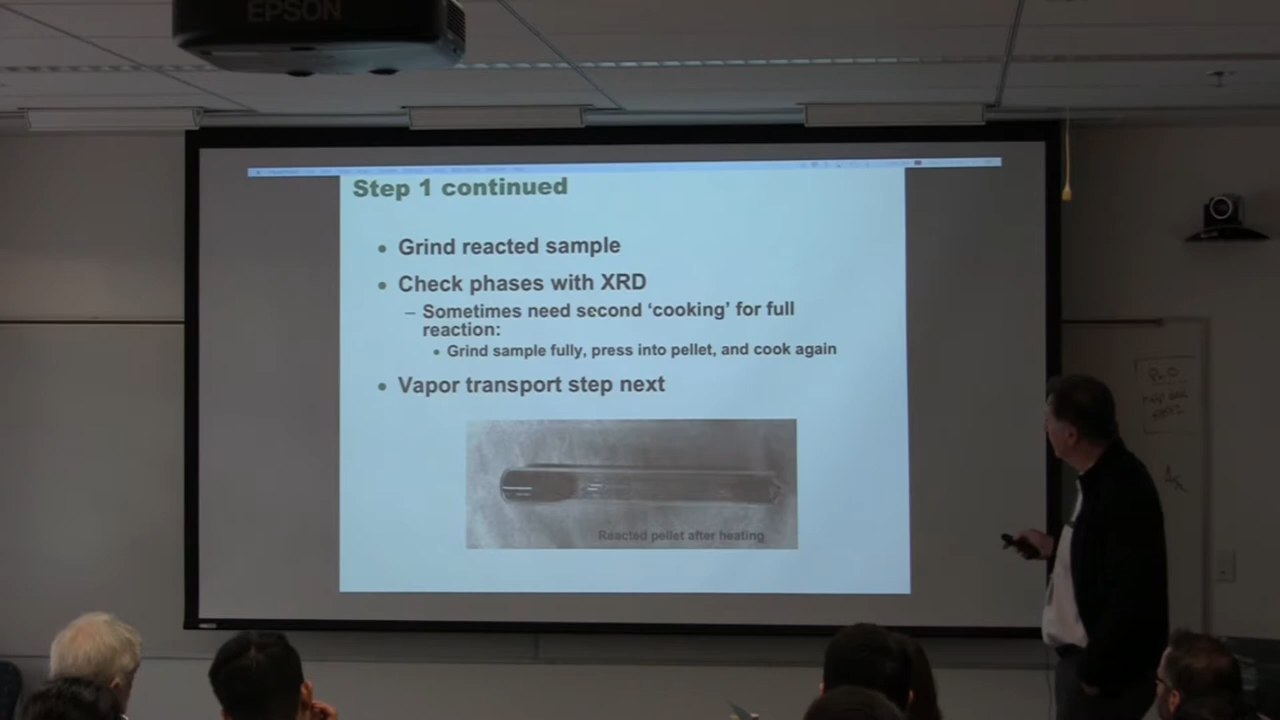 EPSON
Step 1 continued
• Grind reacted sample
• Check phases with XRD
– Sometimes need second ‘cooking’ for full
reaction:
• Grind sample fully, press into pellet, and cook again
• Vapor transport step next
Reacted pellet after heating